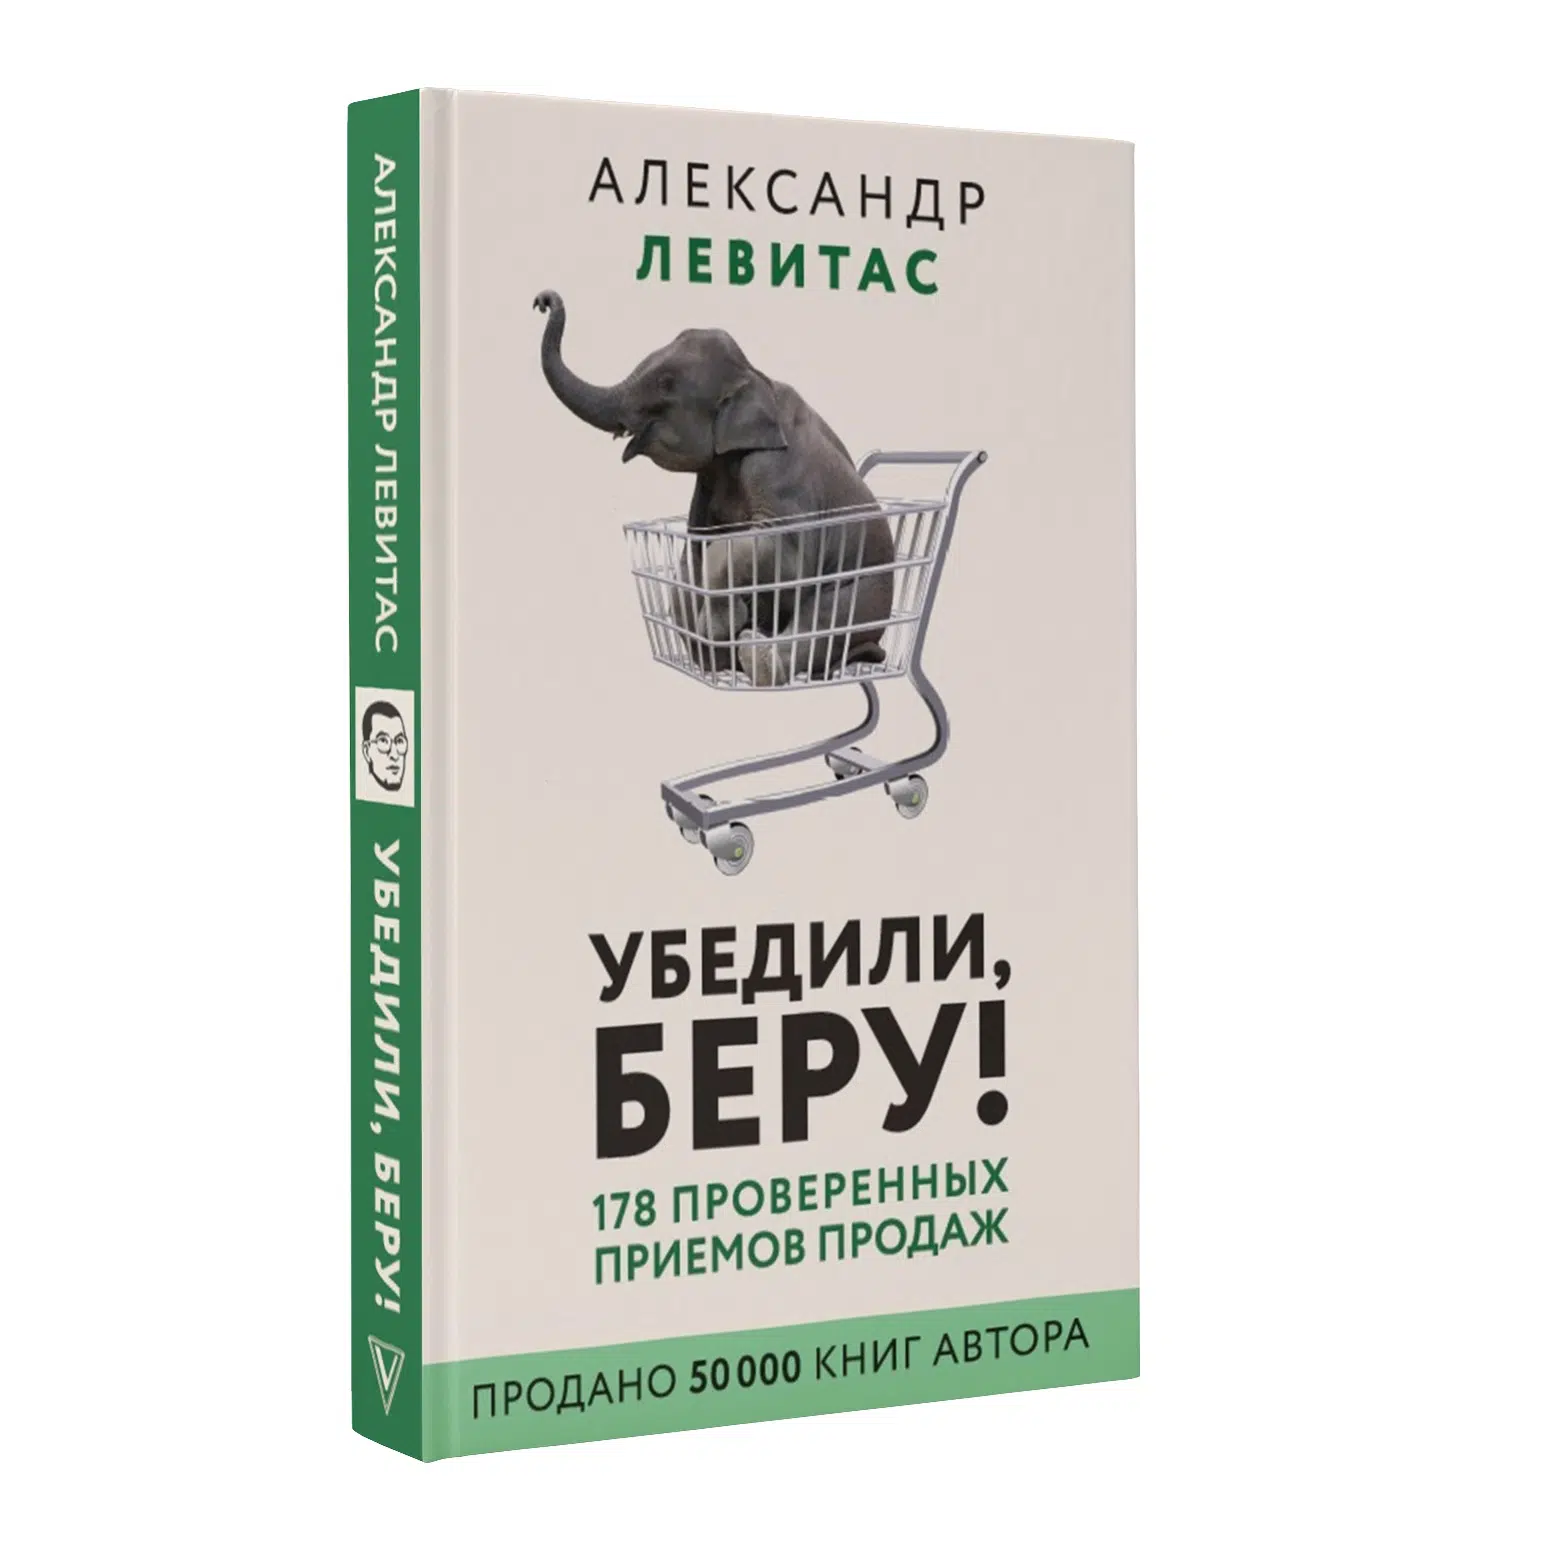 АЛЕКСАНДР
ЛЕВИТАС
УБЕДИЛИ,
БЕРУ!
178 ПРОВЕРЕННЫХ
ПРИЕМОВ ПРОДАЖ
ПРОДАНО 50 000 КНИГ АВТОРА
АЛЕКСАНДР ЛЕВИТАС
УБЕДИЛИ, БЕРУ!